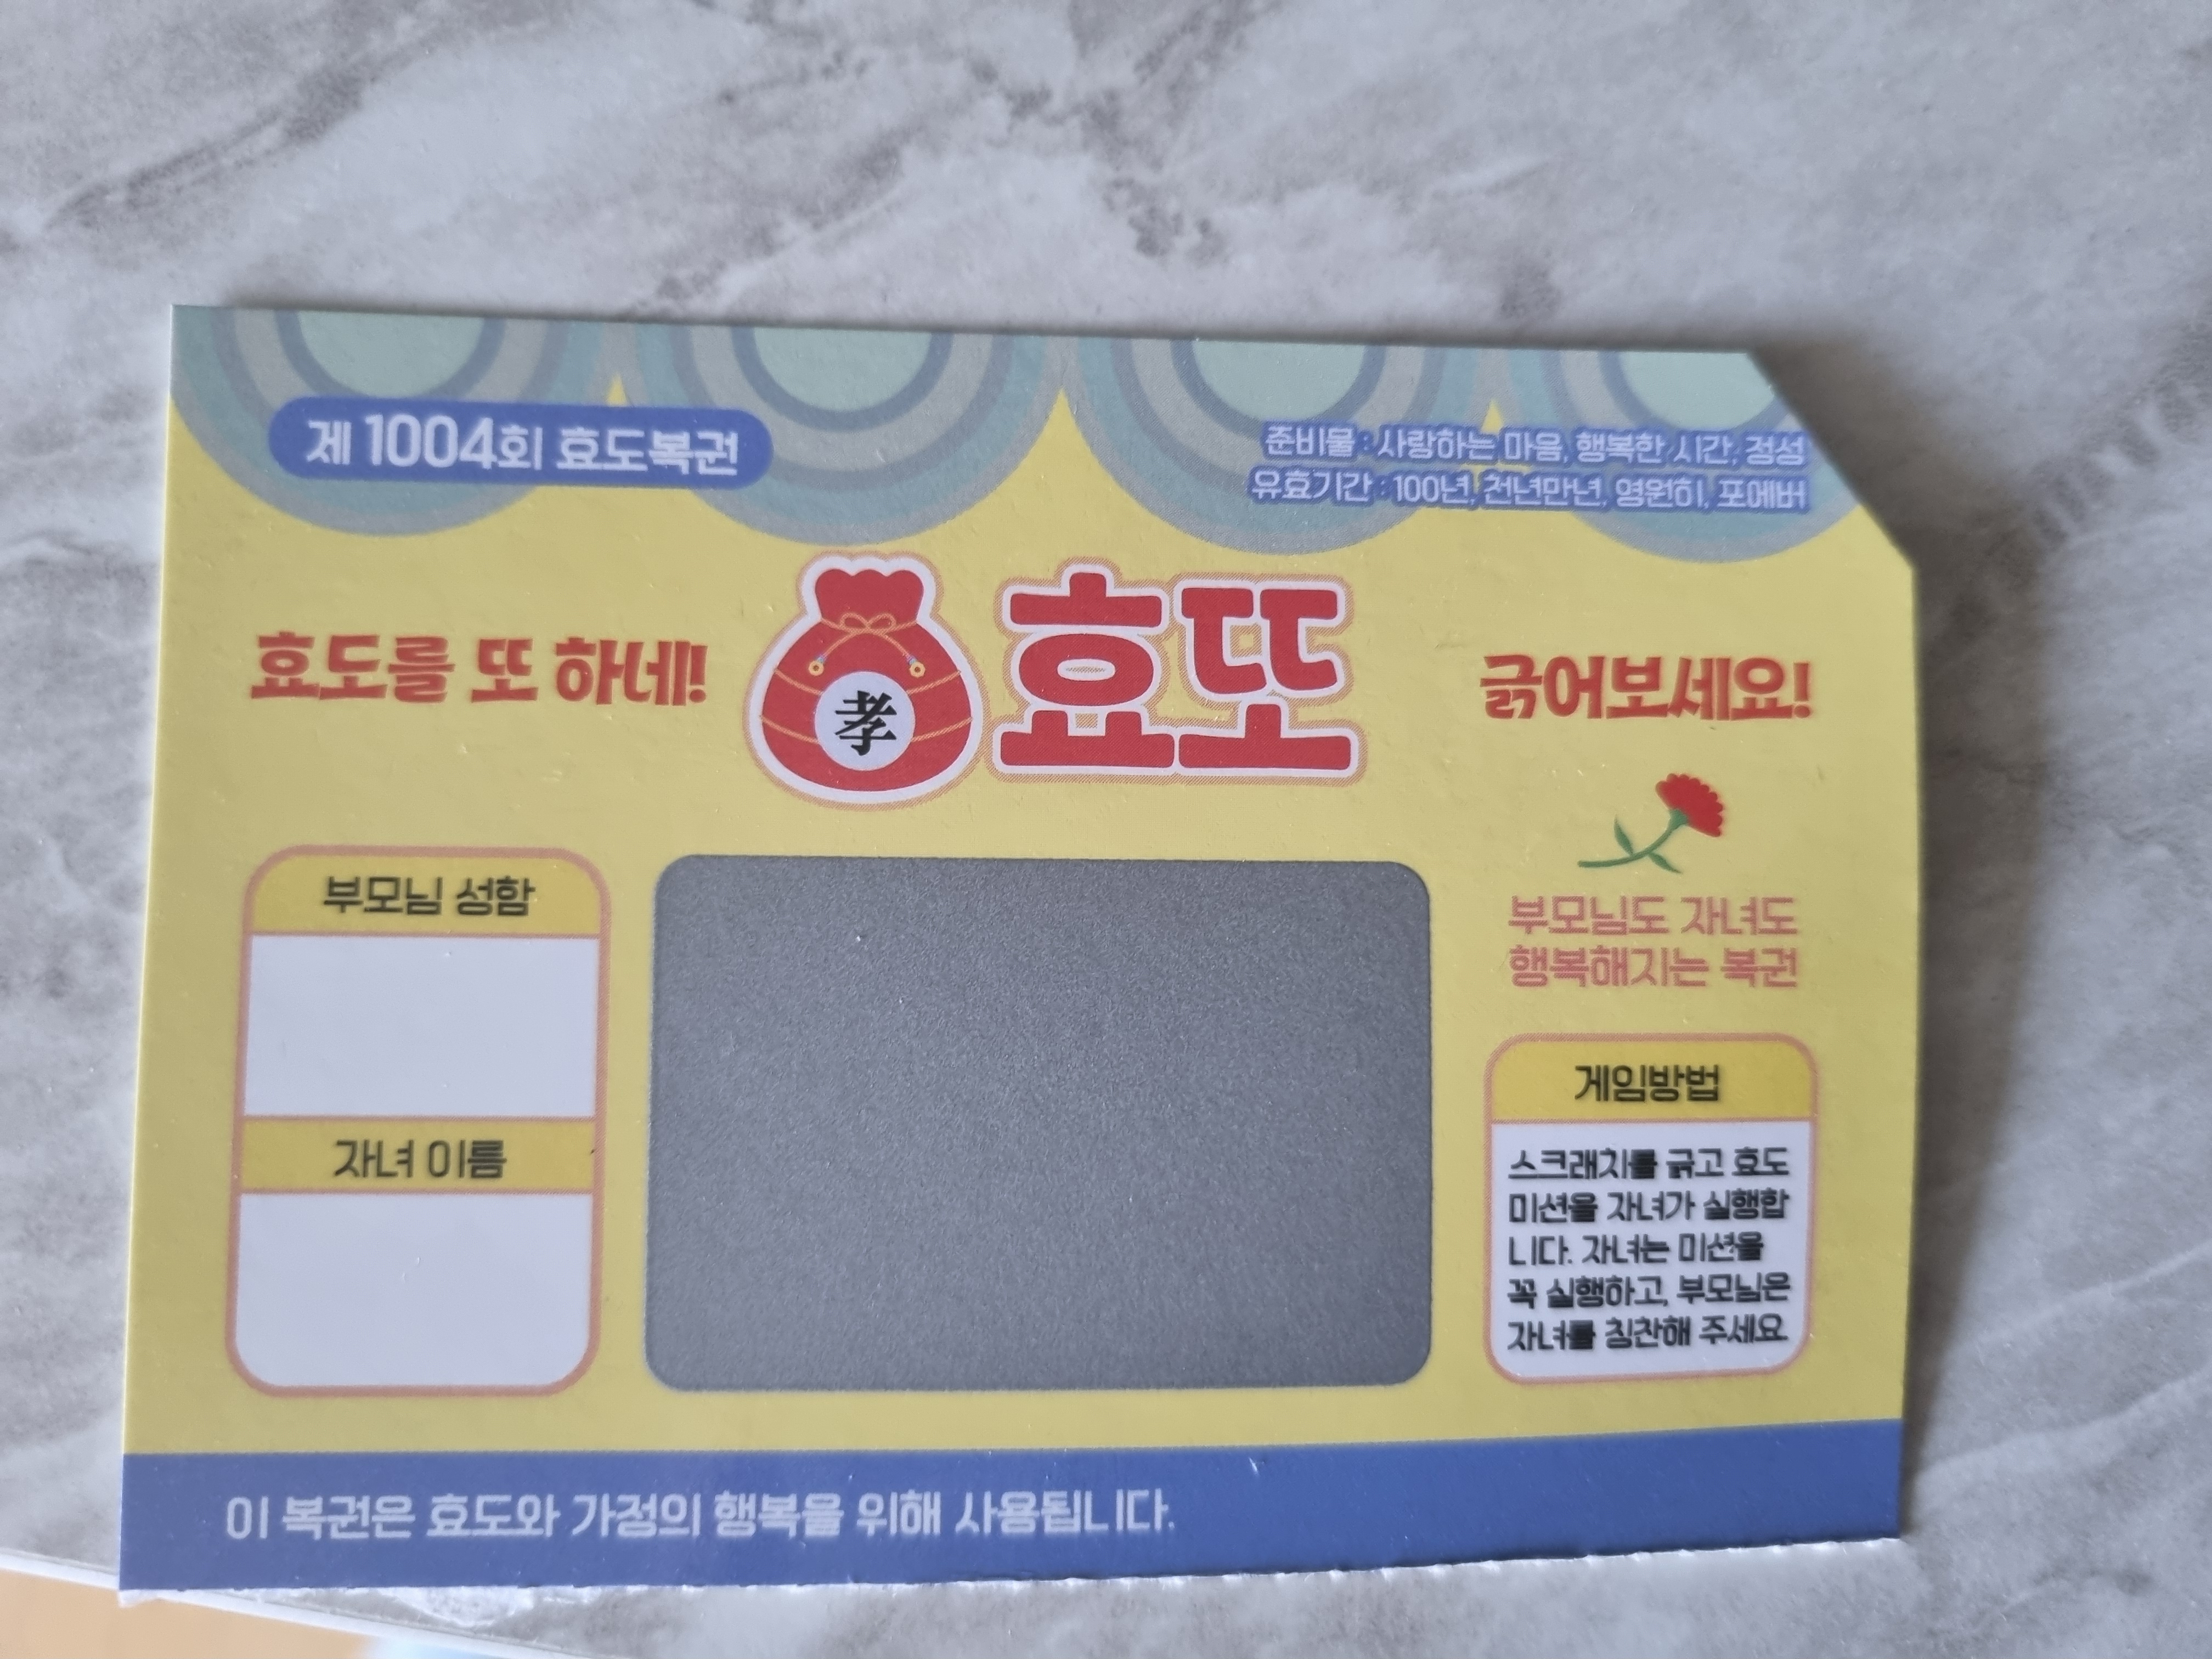 제 1004회 효도복권
준비물 : 사랑하는 마음, 행복한 시간, 정성
유효기간 : 100년, 천년만년, 영원히, 포에버
효도를 또 하네!
孝
효또
긁어보세요!
부모님 성함
자녀 이름
부모님도 자녀도
행복해지는 복권
게임방법
스크래치를 긁고 효도
미션을 자녀가 실행합
니다. 자녀는 미션을
꼭 실행하고, 부모님은
자녀를 칭찬해 주세요
이 복권은 효도와 가정의 행복을 위해 사용됩니다.